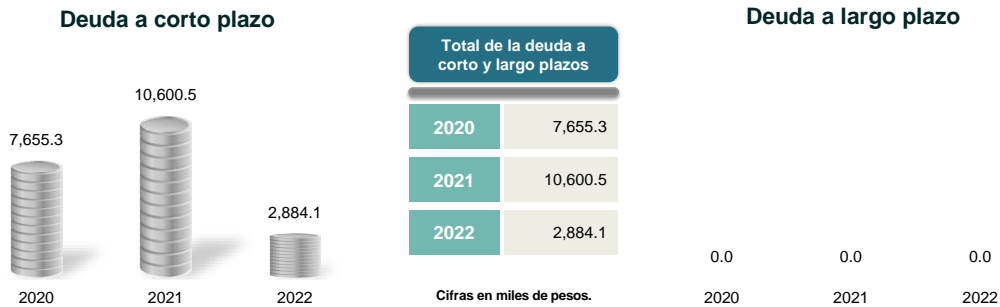 Deuda a corto plazo
10,600.5
7,655.3
2,884.1
2020 2021 2022
Total de la deuda a
corto y largo plazos
2020 7,655.3
2021 10,600.5
2022 2,884.1
Cifras en miles de pesos.
Deuda a largo plazo
0.0 0.0 0.0
2020 2021 2022